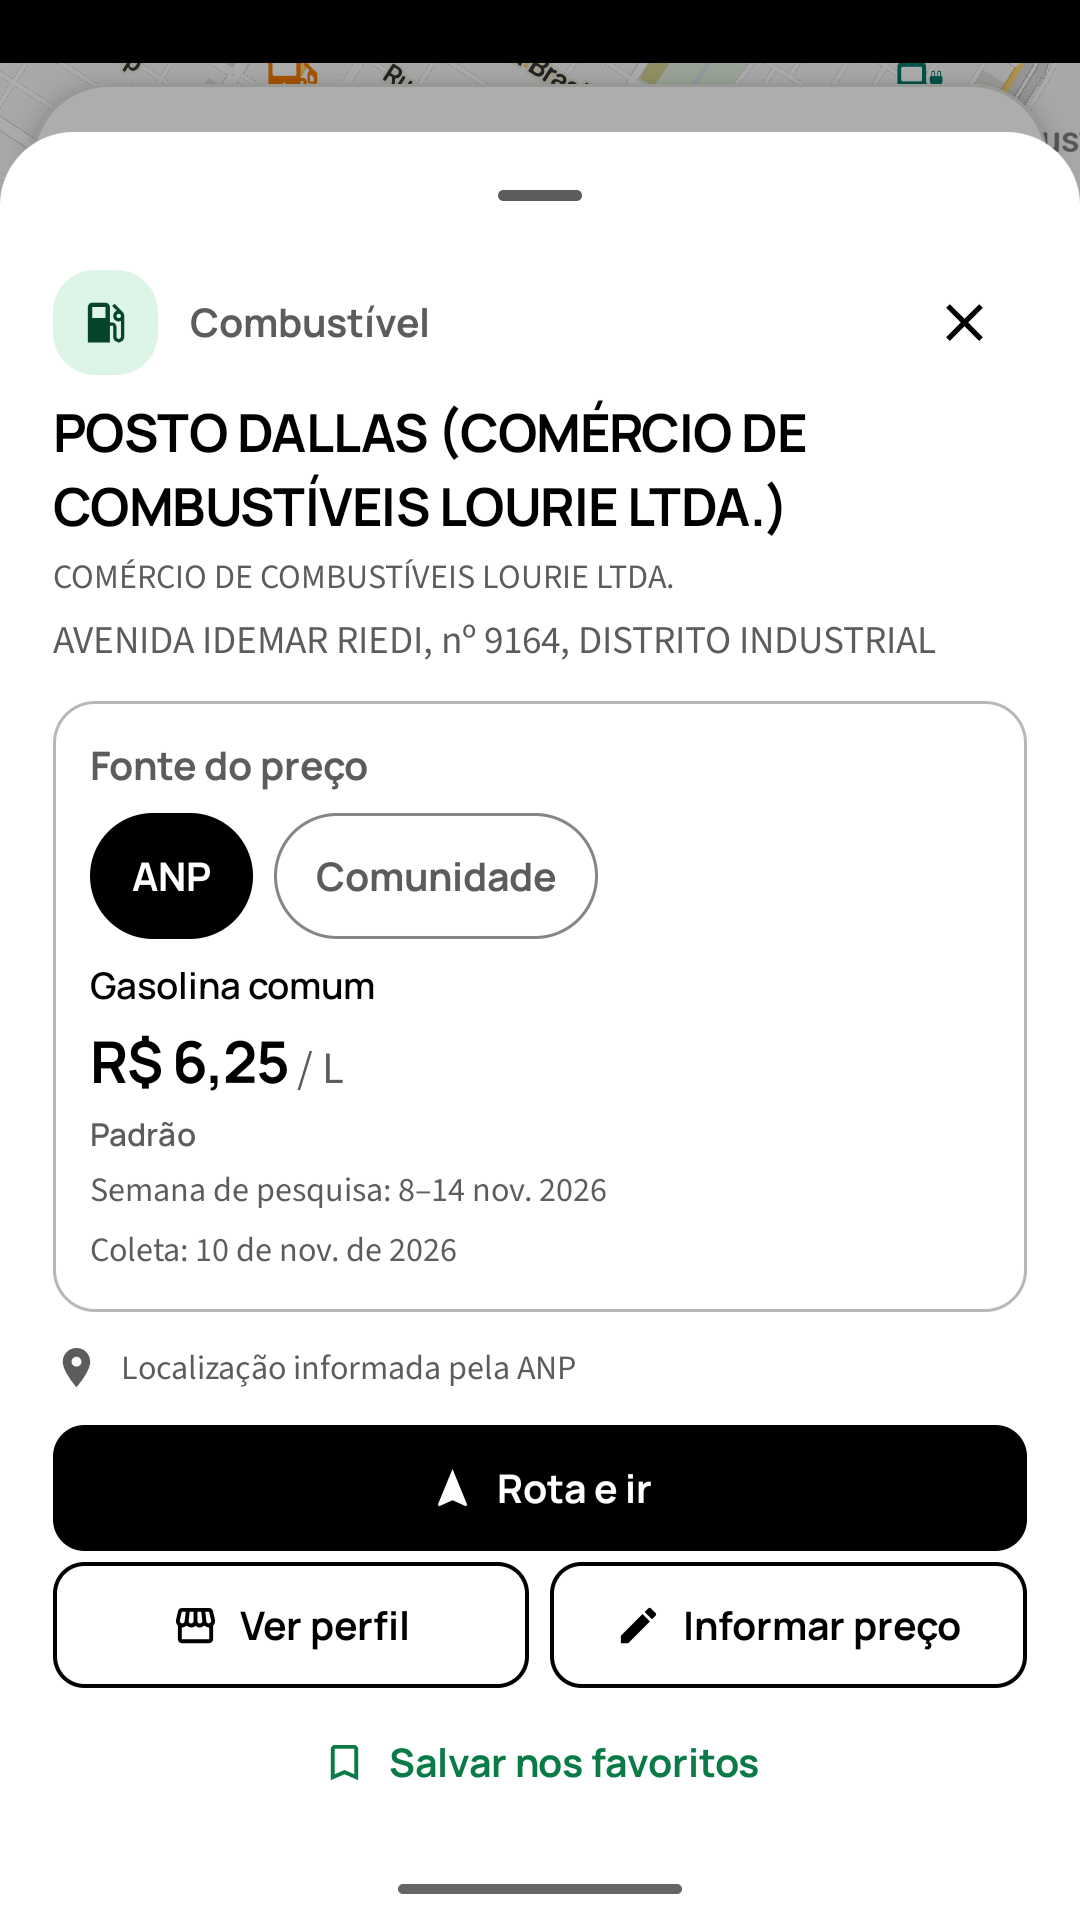 Combustível
POSTO DALLAS (COMÉRCIO DE
COMBUSTÍVEIS LOURIE LTDA.)
COMÉRCIO DE COMBUSTÍVEIS LOURIE LTDA.
AVENIDA IDEMAR RIEDI, nº 9164, DISTRITO INDUSTRIAL
Fonte do preço
ANP
Comunidade
Gasolina comum
R$ 6,25 / L
Padrão
Semana de pesquisa: 8–14 nov. 2026
Coleta: 10 de nov. de 2026
Localização informada pela ANP
Rota e ir
Ver perfil
Informar preço
Salvar nos favoritos